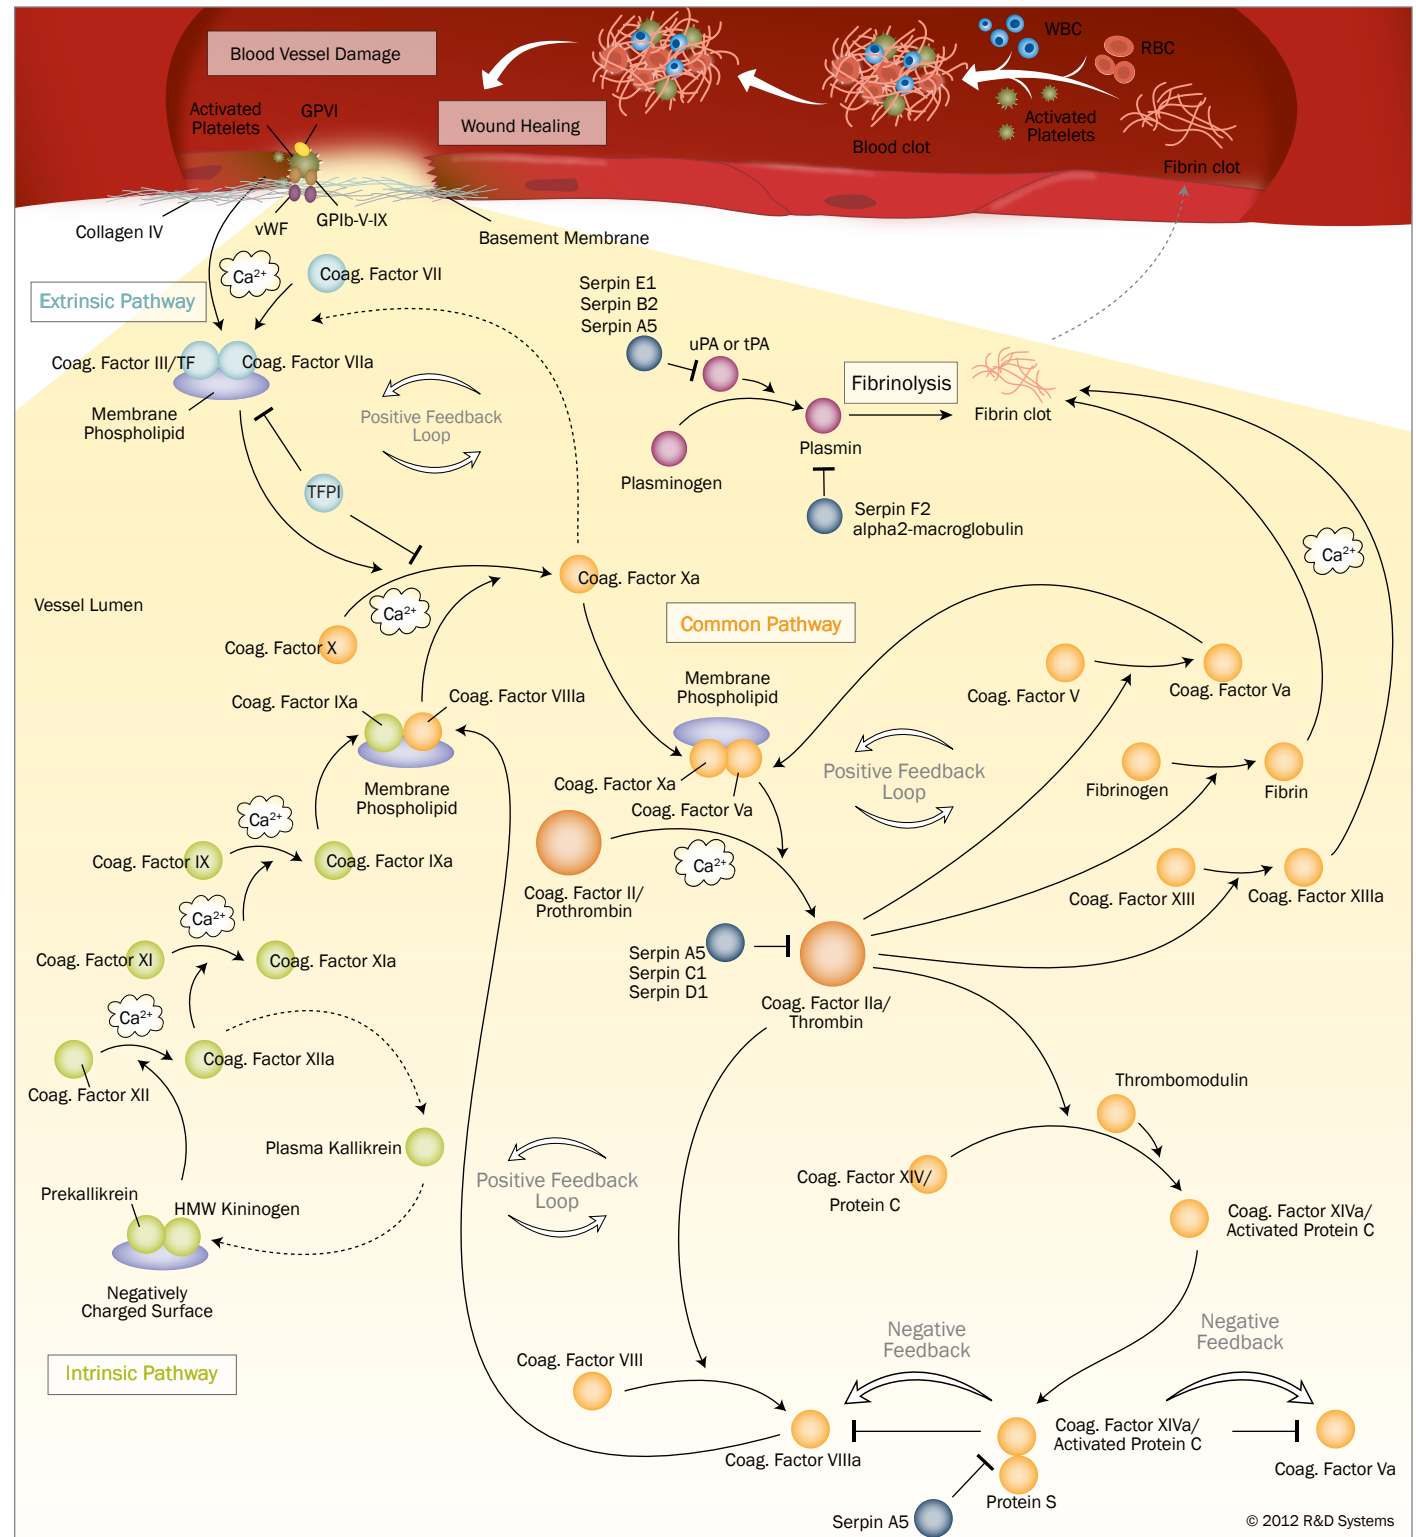 Blood Vessel Damage
WBC
RBC
Activated
Platelets
GPVI
Wound Healing
Activated
Platelets
Blood clot
Fibrin clot
Collagen IV
vWF
GPIb-V-IX
Basement Membrane
Ca²⁺
Coag. Factor VII
Extrinsic Pathway
Serpin E1
Serpin B2
Serpin A5
uPA or tPA
Coag. Factor III/TF
Coag. Factor VIIa
Fibrinolysis
Membrane
Phospholipid
Positive Feedback
Loop
Fibrin clot
Plasmin
Plasminogen
TFPI
Serpin F2
alpha2-macroglobulin
Ca²⁺
Coag. Factor Xa
Vessel Lumen
Ca²⁺
Common Pathway
Coag. Factor X
Membrane
Phospholipid
Coag. Factor V
Coag. Factor Va
Coag. Factor IXa
Coag. Factor VIIIa
Positive Feedback
Loop
Coag. Factor Xa
Coag. Factor Va
Fibrinogen
Fibrin
Membrane
Phospholipid
Ca²⁺
Coag. Factor IX
Coag. Factor IXa
Ca²⁺
Coag. Factor II/
Prothrombin
Coag. Factor XIII
Coag. Factor XIIIa
Ca²⁺
Coag. Factor XI
Coag. Factor XIa
Serpin A5
Serpin C1
Serpin D1
Coag. Factor IIa/
Thrombin
Ca²⁺
Coag. Factor XIIa
Coag. Factor XII
Thrombomodulin
Plasma Kallikrein
Positive Feedback
Loop
Coag. Factor XIV/
Protein C
Prekallikrein
HMW Kininogen
Coag. Factor XIVa/
Activated Protein C
Negatively
Charged Surface
Negative
Feedback
Negative
Feedback
Intrinsic Pathway
Coag. Factor VIII
Coag. Factor VIIIa
Coag. Factor XIVa/
Activated Protein C
Coag. Factor Va
Protein S
Serpin A5
© 2012 R&D Systems